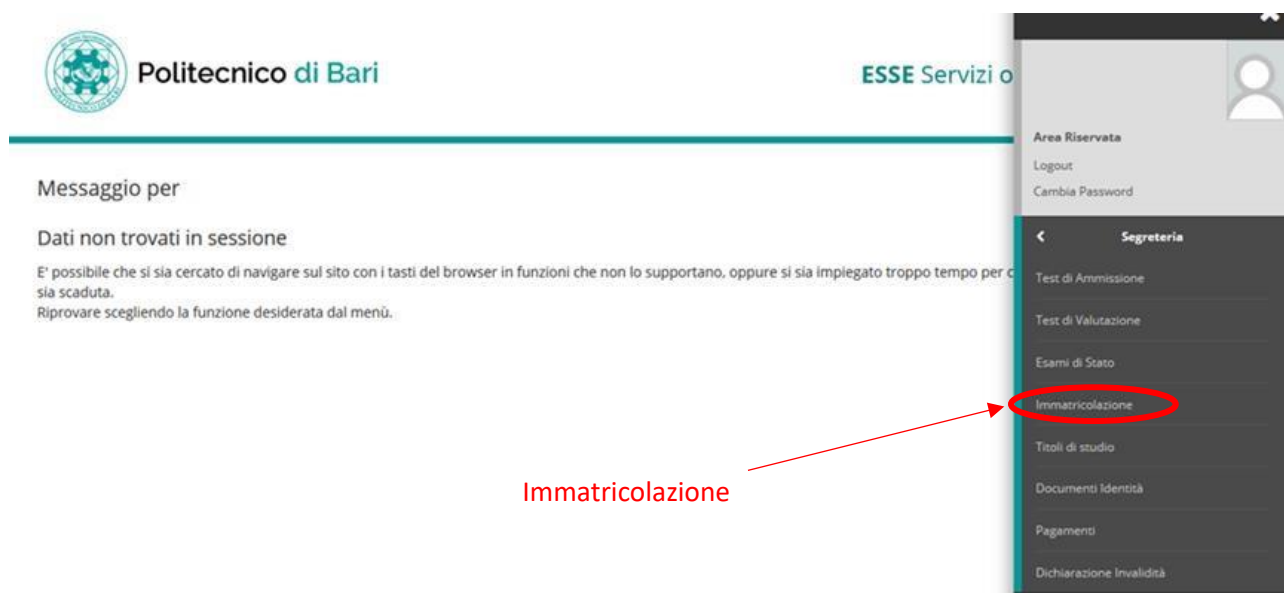 Politecnico di Bari
ESSE Servizi o
Area Riservata
Logout
Cambia Password
Messaggio per
Dati non trovati in sessione
E' possibile che si sia cercato di navigare sul sito con i tasti del browser in funzioni che non lo supportano, oppure si sia impiegato troppo tempo per c
sia scaduta.
Riprovare scegliendo la funzione desiderata dal menù.
Segreteria
Test di Ammissione
Test di Valutazione
Esami di Stato
Immatricolazione
Titoli di studio
Documenti Identità
Pagamenti
Dichiarazione Invalidità
Immatricolazione